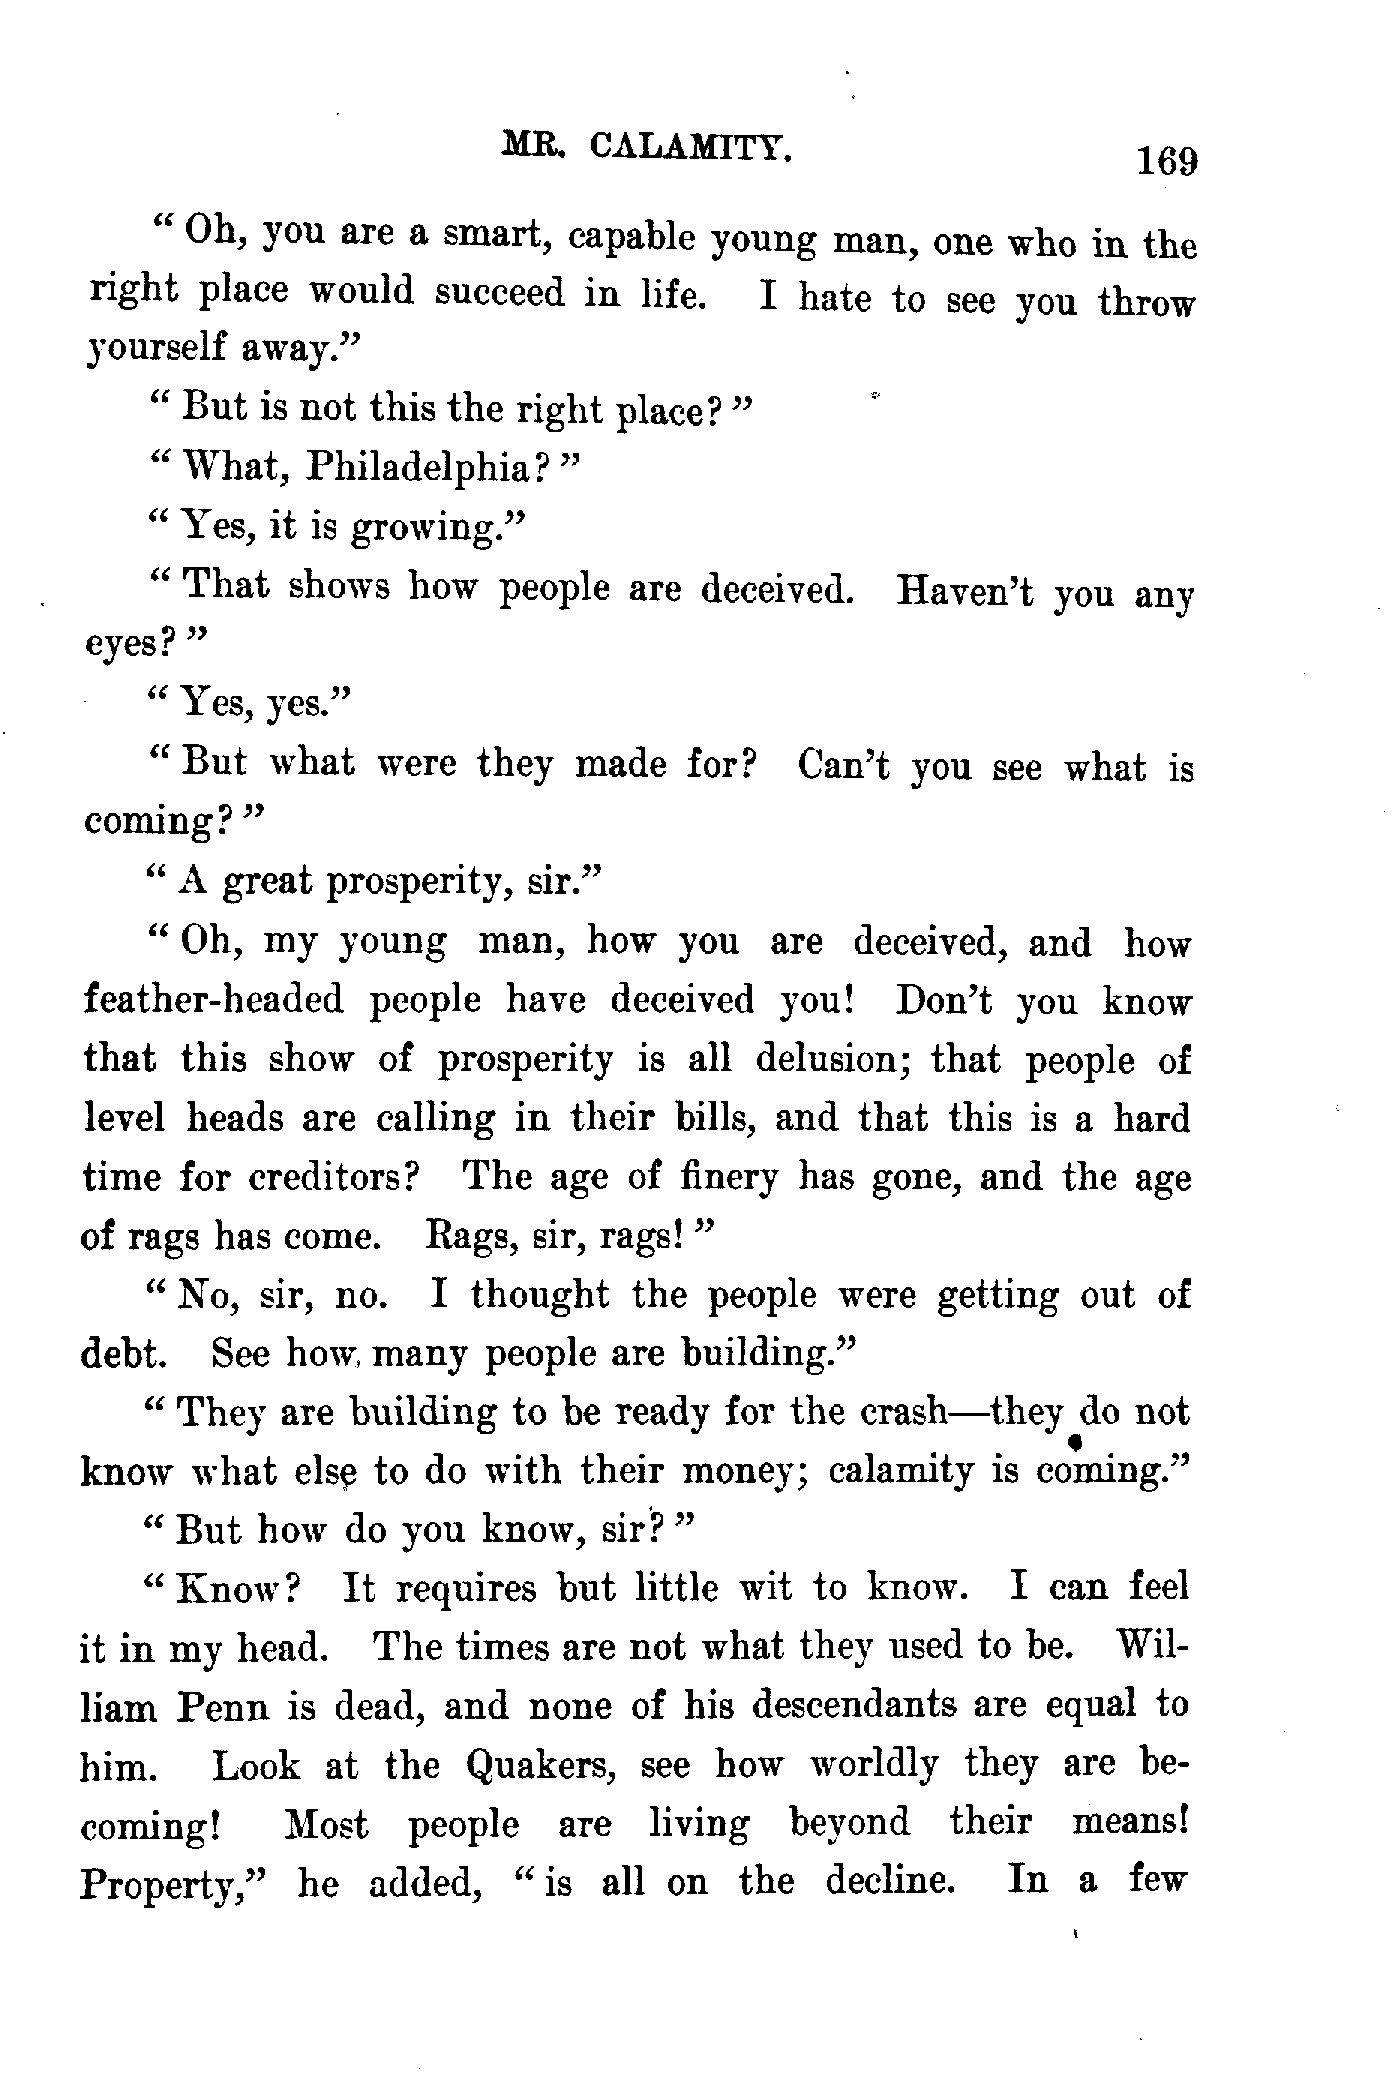 MR. CALAMITY.
169
“ Oh, you are a smart, capable young man, one who in the
right place would succeed in life. I hate to see you throw
yourself away.”
“ But is not this the right place? ”
“ What, Philadelphia? ”
“ Yes, it is growing.”
“ That shows how people are deceived. Haven’t you any
eyes? ”
“ Yes, yes.”
“ But what were they made for? Can’t you see what is
coming? ”
“ A great prosperity, sir.”
“ Oh, my young man, how you are deceived, and how
feather-headed people have deceived you! Don’t you know
that this show of prosperity is all delusion; that people of
level heads are calling in their bills, and that this is a hard
time for creditors? The age of finery has gone, and the age
of rags has come. Rags, sir, rags! ”
“ No, sir, no. I thought the people were getting out of
debt. See how many people are building.”
“ They are building to be ready for the crash—they do not
know what else to do with their money; calamity is coming.”
“ But how do you know, sir? ”
“ Know? It requires but little wit to know. I can feel
it in my head. The times are not what they used to be. Wil-
liam Penn is dead, and none of his descendants are equal to
him. Look at the Quakers, see how worldly they are be-
coming! Most people are living beyond their means!
Property,” he added, “ is all on the decline. In a few